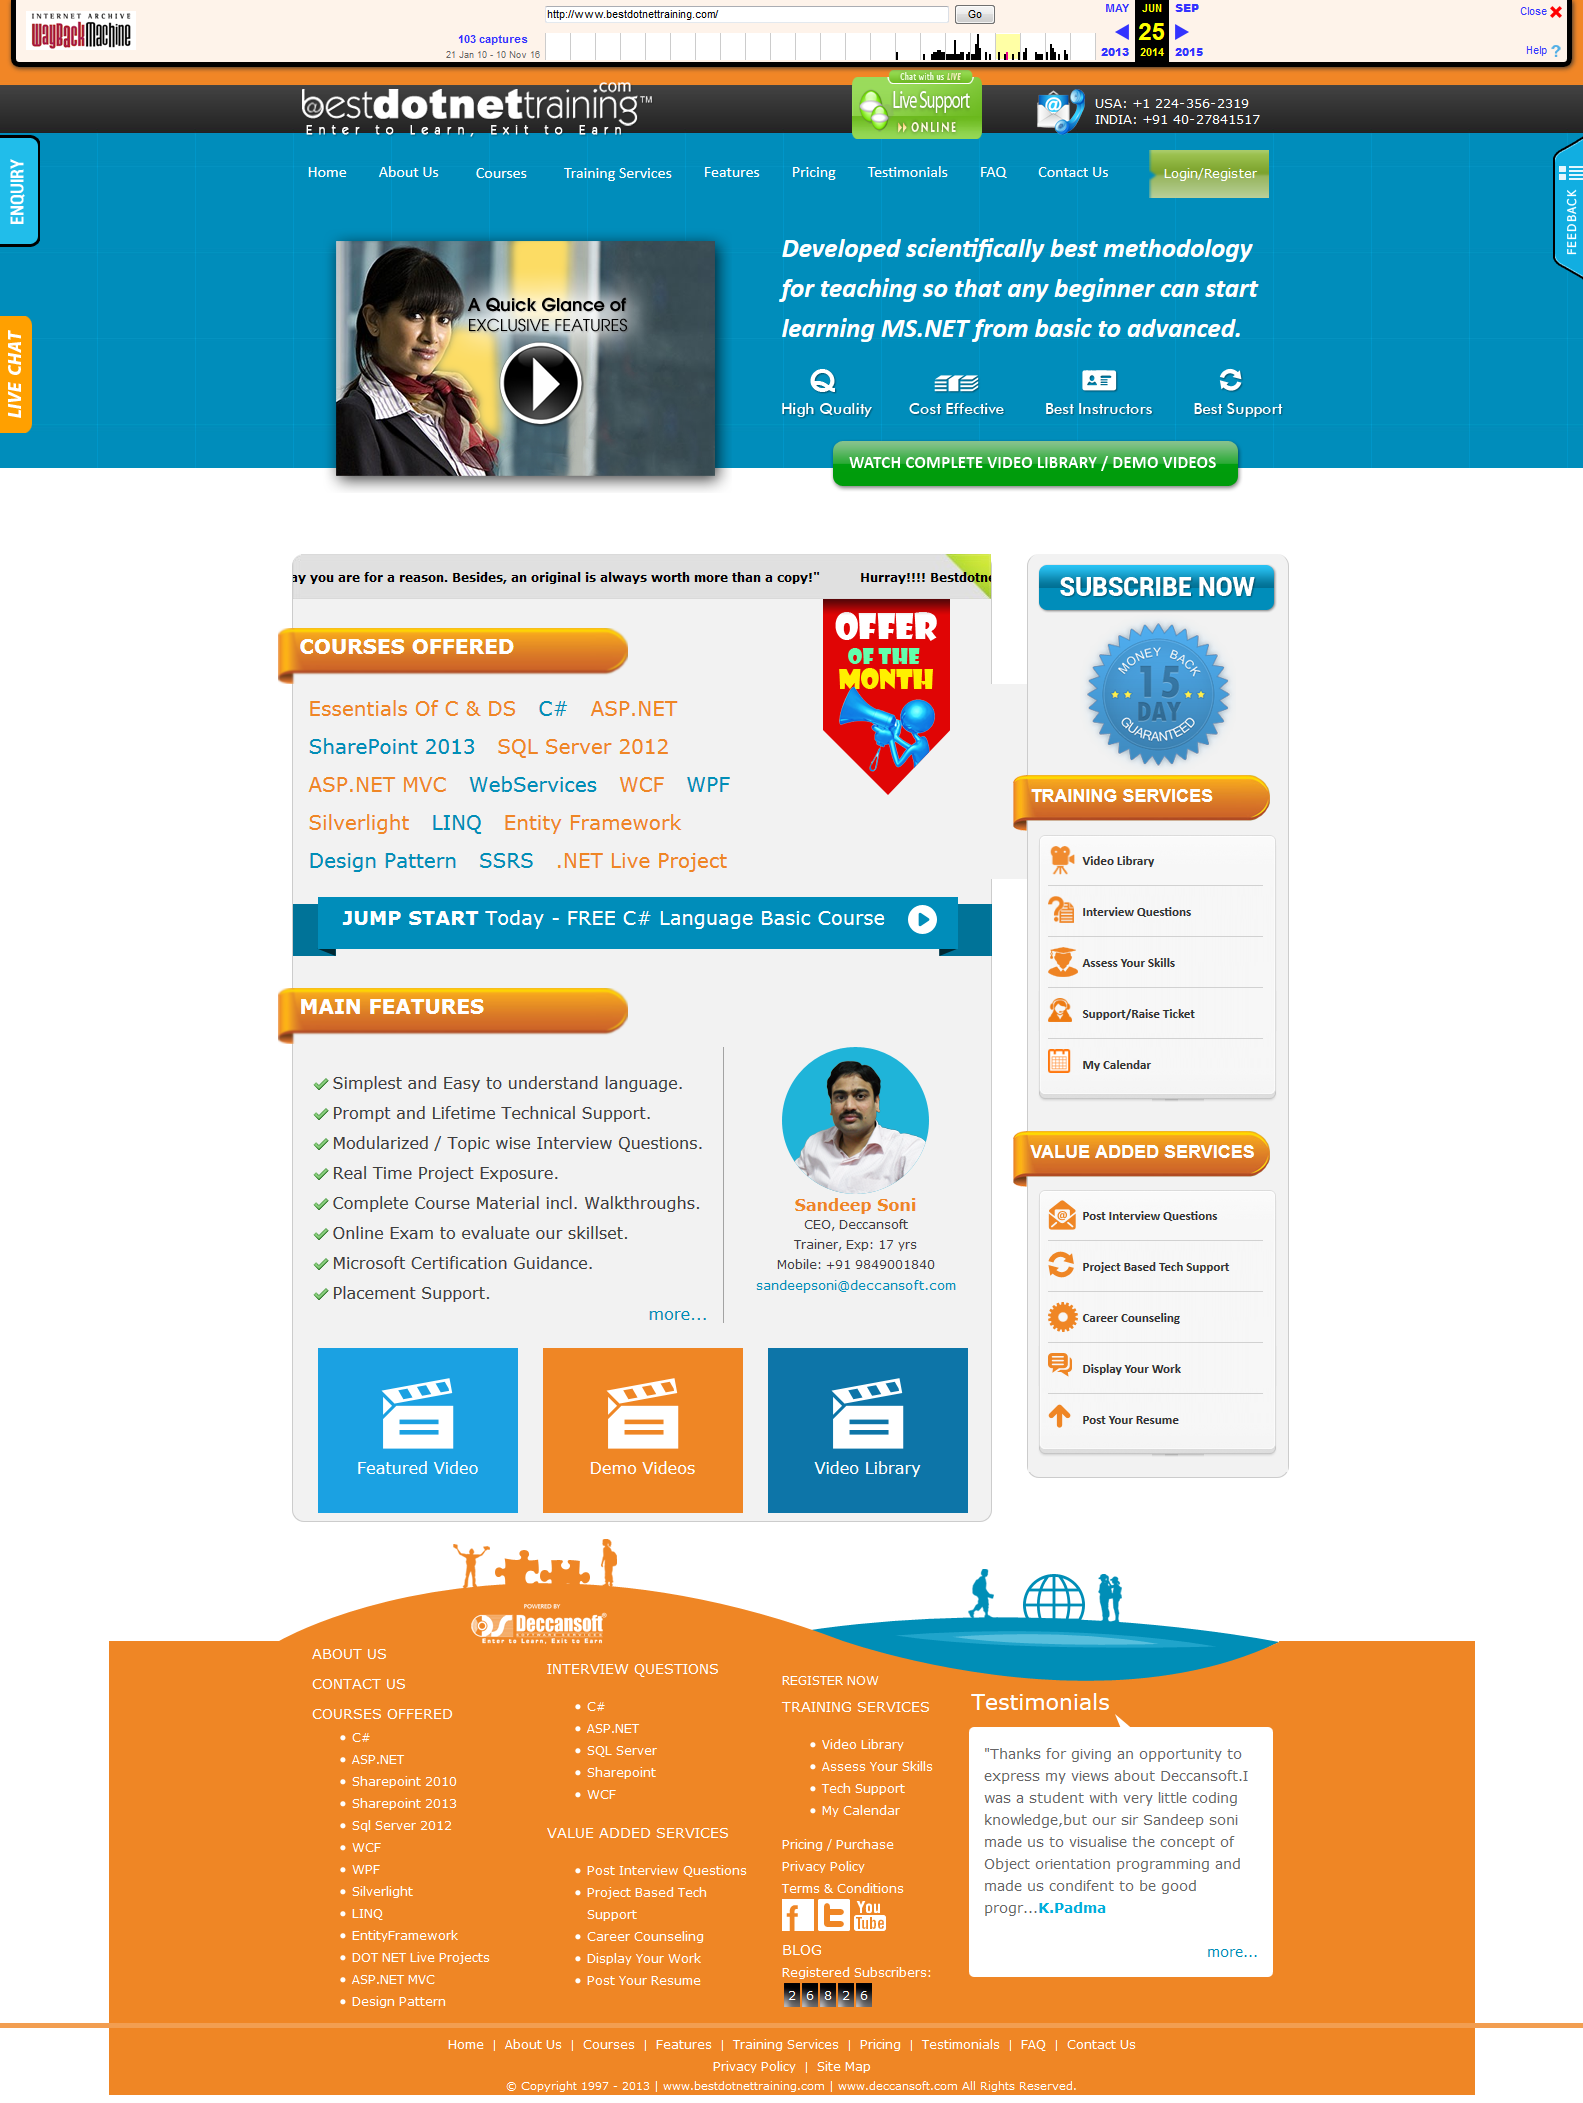 INTERNET ARCHIVE
WayBackMachine
http://www.bestdotnettraining.com/
Go
103 captures
21 Jan 10 - 10 Nov 16
MAY JUN SEP
25
2013 2014 2015
Close
Help ?
@bestdotnettraining.com™
Enter to Learn, Exit to Earn
Chat with us LIVE
Live Support
ONLINE
USA: +1 224-356-2319
INDIA: +91 40-27841517
ENQUIRY
LIVE CHAT
FEEDBACK
Home About Us Courses Training Services Features Pricing Testimonials FAQ Contact Us Login/Register
A Quick Glance of
EXCLUSIVE FEATURES
Developed scientifically best methodology
for teaching so that any beginner can start
learning MS.NET from basic to advanced.
High Quality Cost Effective Best Instructors Best Support
WATCH COMPLETE VIDEO LIBRARY / DEMO VIDEOS
ay you are for a reason. Besides, an original is always worth more than a copy!" Hurray!!!! Bestdotne
COURSES OFFERED
OFFER
OF THE
MONTH
Essentials Of C & DS C# ASP.NET
SharePoint 2013 SQL Server 2012
ASP.NET MVC WebServices WCF WPF
Silverlight LINQ Entity Framework
Design Pattern SSRS .NET Live Project
JUMP START Today - FREE C# Language Basic Course
MAIN FEATURES
Simplest and Easy to understand language.
Prompt and Lifetime Technical Support.
Modularized / Topic wise Interview Questions.
Real Time Project Exposure.
Complete Course Material incl. Walkthroughs.
Online Exam to evaluate our skillset.
Microsoft Certification Guidance.
Placement Support.
more...
Sandeep Soni
CEO, Deccansoft
Trainer, Exp: 17 yrs
Mobile: +91 9849001840
sandeepsoni@deccansoft.com
Featured Video
Demo Videos
Video Library
SUBSCRIBE NOW
MONEY BACK
15
DAY
GUARANTEED
TRAINING SERVICES
Video Library
Interview Questions
Assess Your Skills
Support/Raise Ticket
My Calendar
VALUE ADDED SERVICES
Post Interview Questions
Project Based Tech Support
Career Counseling
Display Your Work
Post Your Resume
POWERED BY
Deccansoft
SOFTWARE SERVICES
Enter to Learn, Exit to Earn
ABOUT US
CONTACT US
COURSES OFFERED
C#
ASP.NET
Sharepoint 2010
Sharepoint 2013
Sql Server 2012
WCF
WPF
Silverlight
LINQ
EntityFramework
DOT NET Live Projects
ASP.NET MVC
Design Pattern
INTERVIEW QUESTIONS
C#
ASP.NET
SQL Server
Sharepoint
WCF
VALUE ADDED SERVICES
Post Interview Questions
Project Based Tech
Support
Career Counseling
Display Your Work
Post Your Resume
REGISTER NOW
TRAINING SERVICES
Video Library
Assess Your Skills
Tech Support
My Calendar
Pricing / Purchase
Privacy Policy
Terms & Conditions
You
Tube
BLOG
Registered Subscribers:
26826
Testimonials
"Thanks for giving an opportunity to
express my views about Deccansoft.I
was a student with very little coding
knowledge,but our sir Sandeep soni
made us to visualise the concept of
Object orientation programming and
made us condifent to be good
progr...K.Padma
more...
Home | About Us | Courses | Features | Training Services | Pricing | Testimonials | FAQ | Contact Us
Privacy Policy | Site Map
© Copyright 1997 - 2013 | www.bestdotnettraining.com | www.deccansoft.com All Rights Reserved.